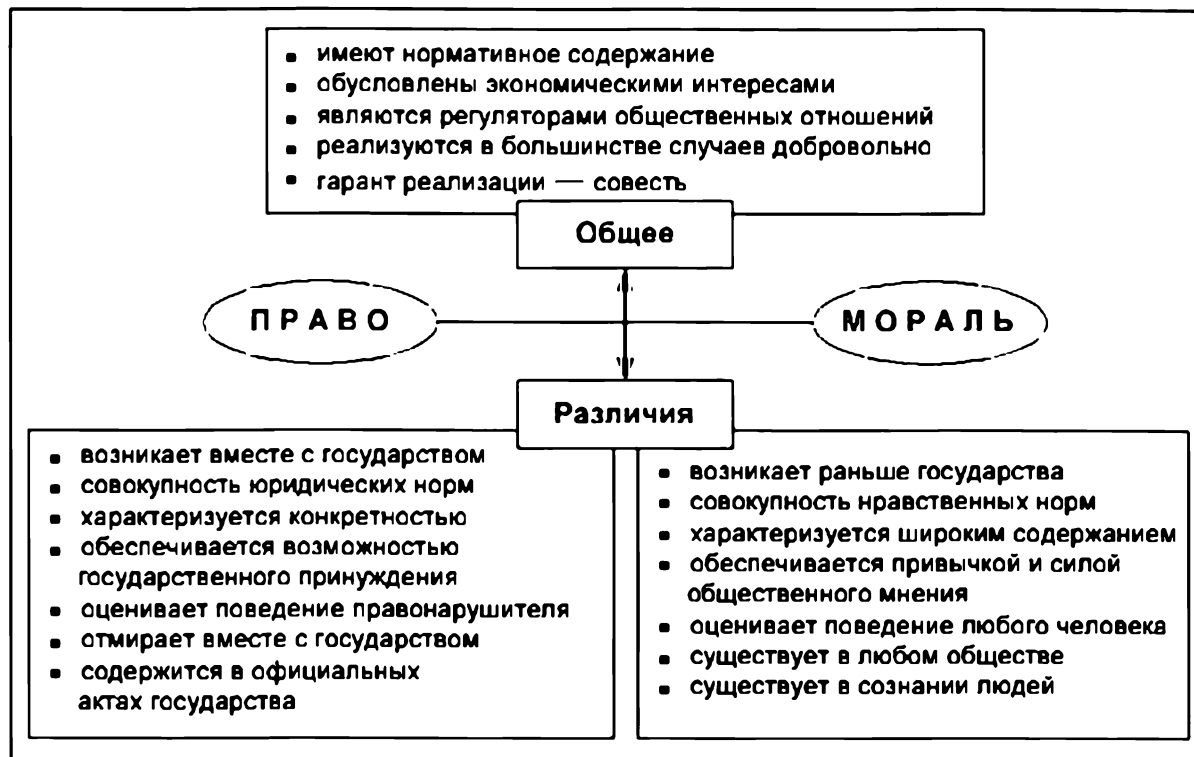 ▪ имеют нормативное содержание
▪ обусловлены экономическими интересами
▪ являются регуляторами общественных отношений
▪ реализуются в большинстве случаев добровольно
▪ гарант реализации — совесть
Общее
ПРАВО
МОРАЛЬ
Различия
▪ возникает вместе с государством
▪ совокупность юридических норм
▪ характеризуется конкретностью
▪ обеспечивается возможностью
государственного принуждения
▪ оценивает поведение правонарушителя
▪ отмирает вместе с государством
▪ содержится в официальных
актах государства
▪ возникает раньше государства
▪ совокупность нравственных норм
▪ характеризуется широким содержанием
▪ обеспечивается привычкой и силой
общественного мнения
▪ оценивает поведение любого человека
▪ существует в любом обществе
▪ существует в сознании людей